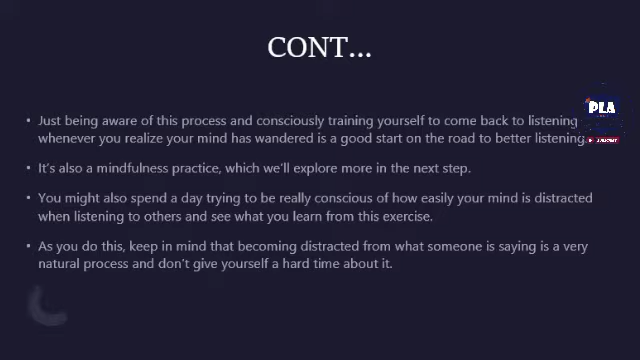 CONT...
• Just being aware of this process and consciously training yourself to come back to listening
whenever you realize your mind has wandered is a good start on the road to better listening.
• It's also a mindfulness practice, which we'll explore more in the next step.
• You might also spend a day trying to be really conscious of how easily your mind is distracted
when listening to others and see what you learn from this exercise.
• As you do this, keep in mind that becoming distracted from what someone is saying is a very
natural process and don't give yourself a hard time about it.
PLA